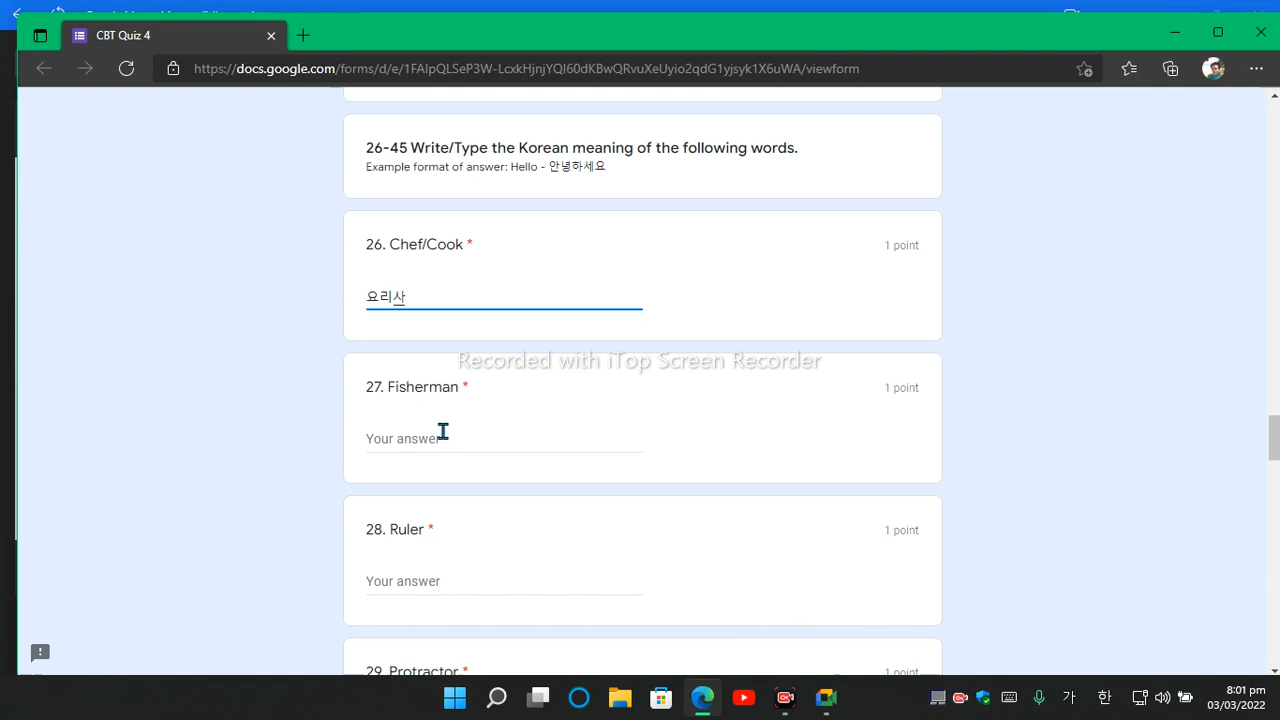 CBT Quiz 4
https://docs.google.com/forms/d/e/1FAIpQLSeP3W-LcxkHjnjYQI60dKBwQRvuXeUyio2qdG1yjsyk1X6uWA/viewform
26-45 Write/Type the Korean meaning of the following words.
Example format of answer: Hello - 안녕하세요
26. Chef/Cook *
1 point
요리사
Recorded with iTop Screen Recorder
27. Fisherman *
1 point
Your answer
28. Ruler *
1 point
Your answer
29. Protractor *
1 point
가 한
8:01 pm
03/03/2022